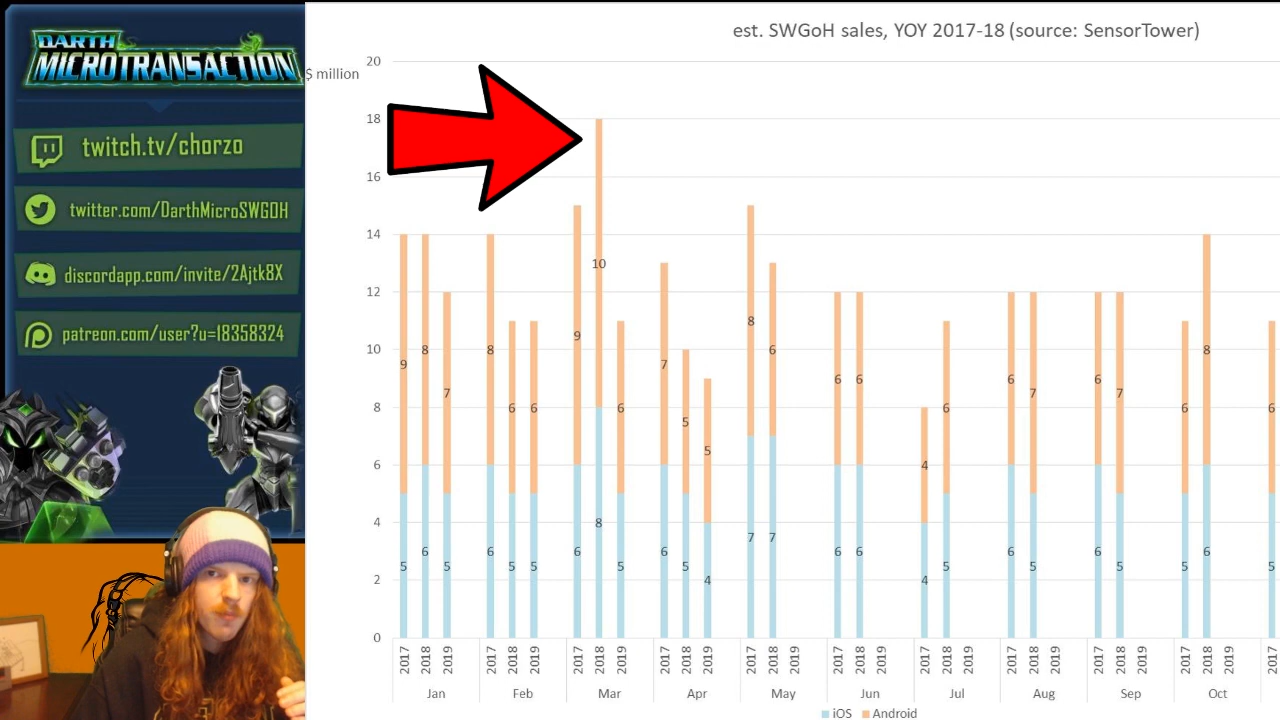 DARTH
MICROTRANSACTION
twitch.tv/chorzo
twitter.com/DarthMicroSWGOH
discordapp.com/invite/2Ajtk8X
patreon.com/user?u=18358324
est. SWGoH sales, YOY 2017-18 (source: SensorTower)
$ million
20
18
16
14
12
10
8
6
4
2
0
9 8 7 8 6 6 9 10 6 7 5 5 8 6 6 6 4 6 6 7 6 7 6 8 6
5 6 5 6 5 5 6 8 5 6 5 4 7 7 6 6 4 5 6 5 6 5 5 6 5
2017 2018 2019 2017 2018 2019 2017 2018 2019 2017 2018 2019 2017 2018 2019 2017 2018 2019 2017 2018 2019 2017 2018 2019 2017 2018 2019 2017 2018 2019 2017
Jan Feb Mar Apr May Jun Jul Aug Sep Oct
iOS Android